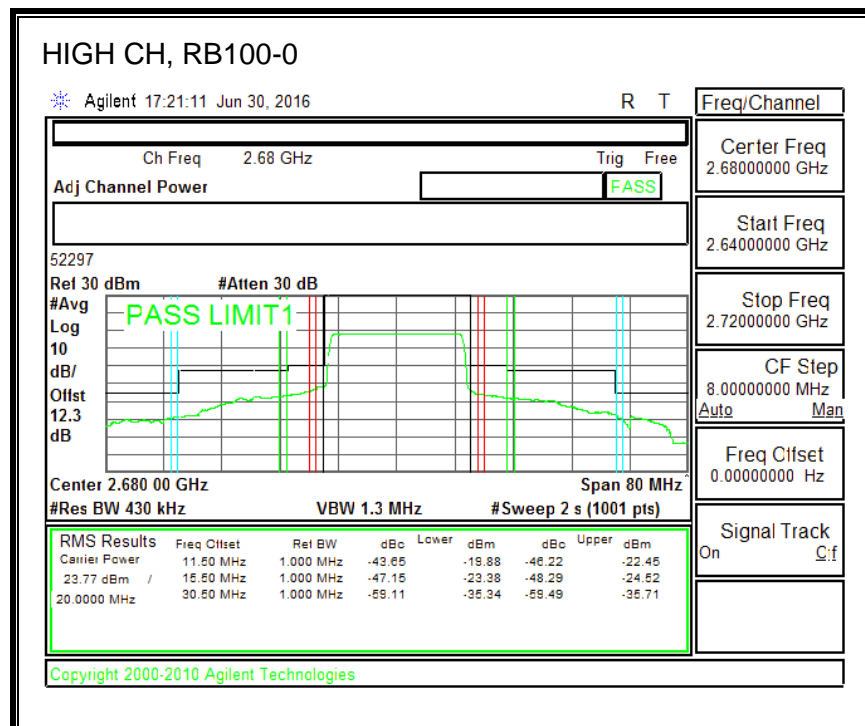 HIGH CH, RB100-0
Agilent 17:21:11 Jun 30, 2016 R T
Freq/Channel
Ch Freq 2.68 GHz Trig Free
Adj Channel Power PASS
Center Freq
2.68000000 GHz
Start Freq
2.64000000 GHz
Stop Freq
2.72000000 GHz
CF Step
8.00000000 MHz
Auto Man
Freq Offset
0.00000000 Hz
Signal Track
On Off
52297
Ref 30 dBm #Atten 30 dB
#Avg
Log
10
dB/
Offst
12.3
dB
PASS LIMIT1
Center 2.680 00 GHz Span 80 MHz
#Res BW 430 kHz VBW 1.3 MHz #Sweep 2 s (1001 pts)
RMS Results Freq Offset Ref BW dBc Lower dBm dBc Upper dBm
Carrier Power 11.50 MHz 1.000 MHz -43.65 -19.88 -46.22 -22.45
23.77 dBm / 15.50 MHz 1.000 MHz -47.15 -23.38 -48.29 -24.52
20.0000 MHz 30.50 MHz 1.000 MHz -59.11 -35.34 -59.49 -35.71
Copyright 2000-2010 Agilent Technologies